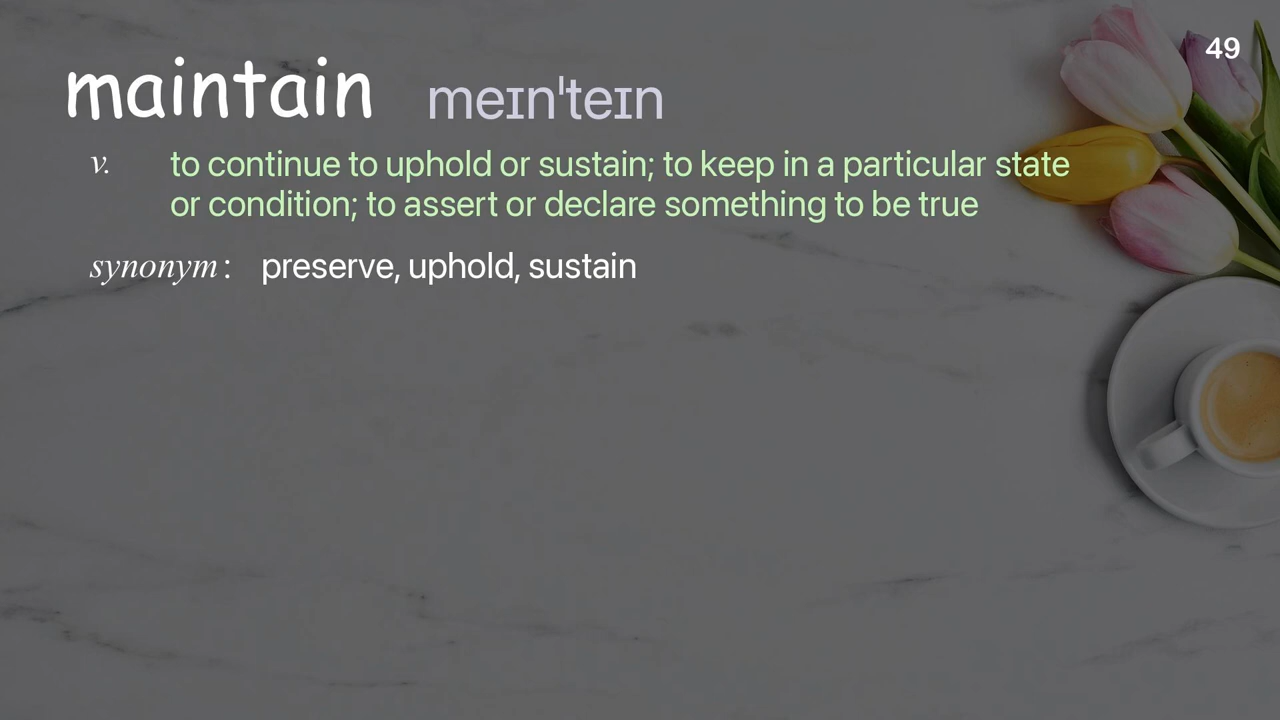 49
maintain meɪnˈteɪn
v. to continue to uphold or sustain; to keep in a particular state
or condition; to assert or declare something to be true
synonym: preserve, uphold, sustain